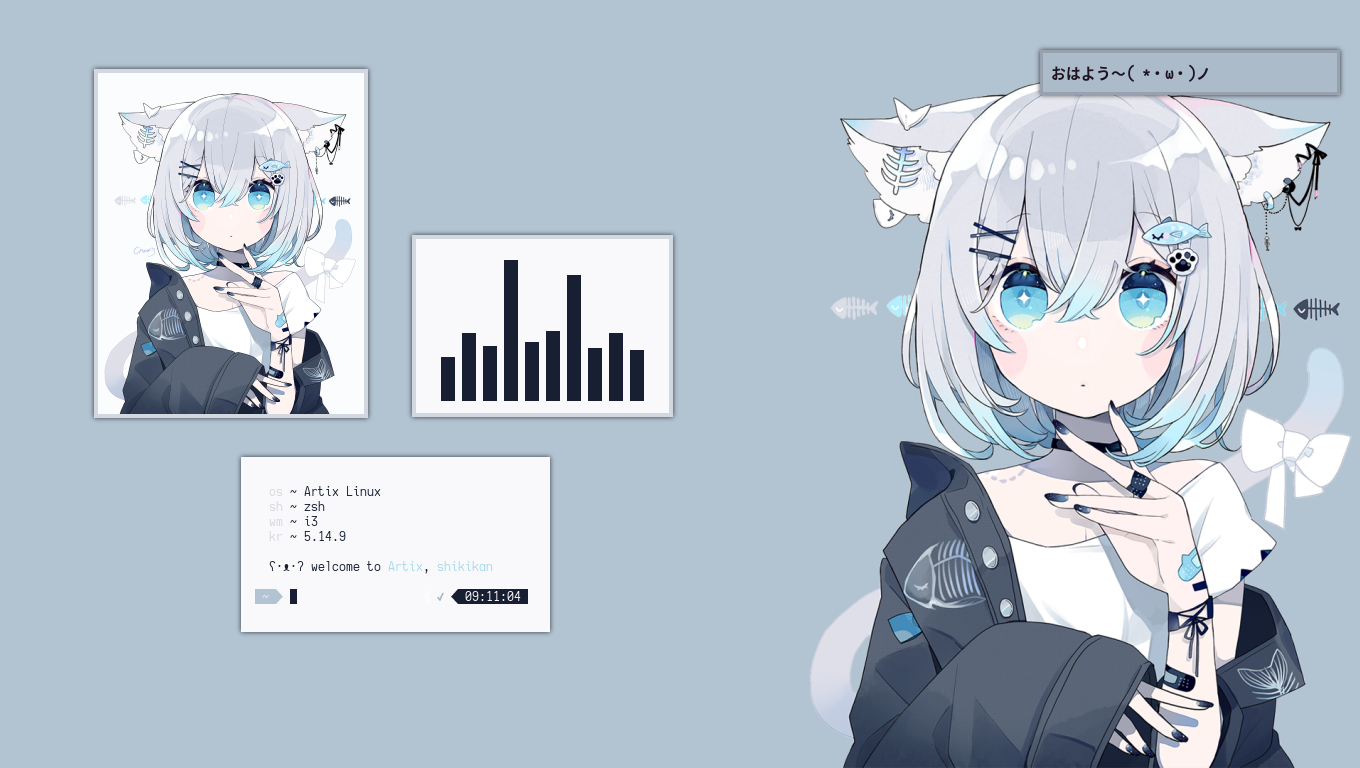 おはよう～( *・ω・)ノ
os ~ Artix Linux
sh ~ zsh
wm ~ i3
kr ~ 5.14.9
ʕ·ᴥ·ʔ welcome to Artix, shikikan
~
✓ 09:11:04